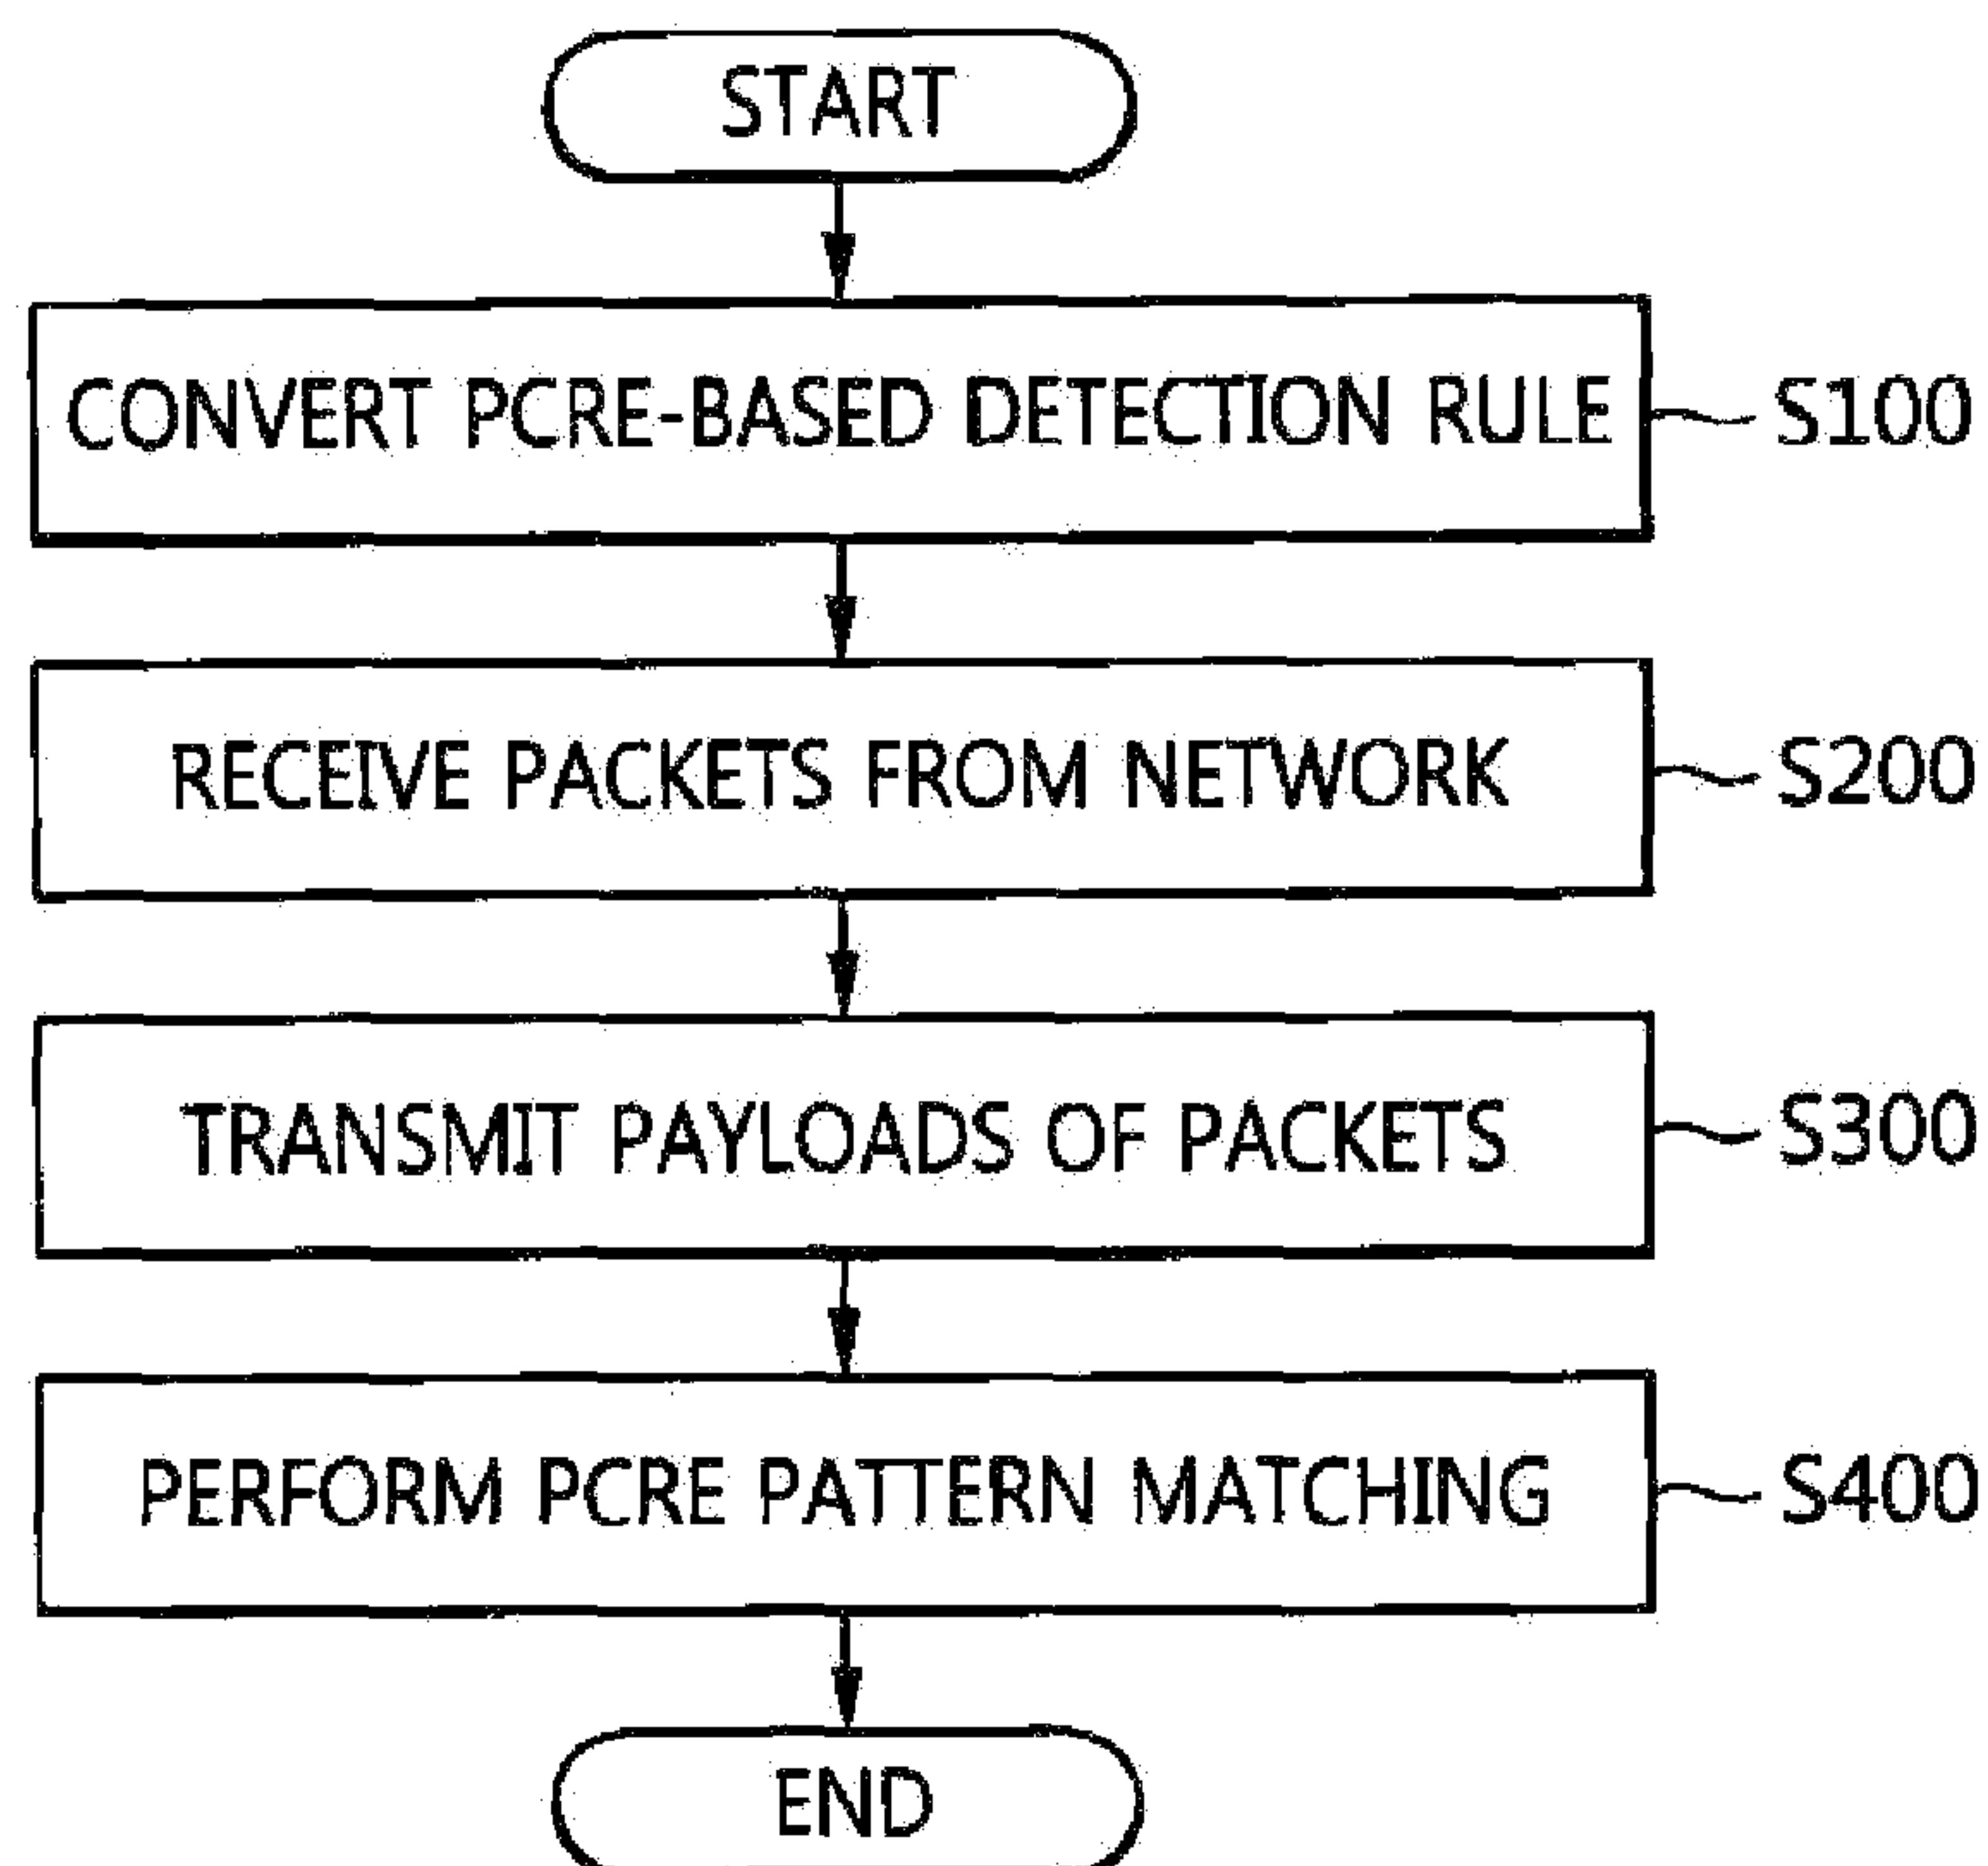 START
CONVERT PCRE-BASED DETECTION RULE
S100
RECEIVE PACKETS FROM NETWORK
S200
TRANSMIT PAYLOADS OF PACKETS
S300
PERFORM PCRE PATTERN MATCHING
S400
END